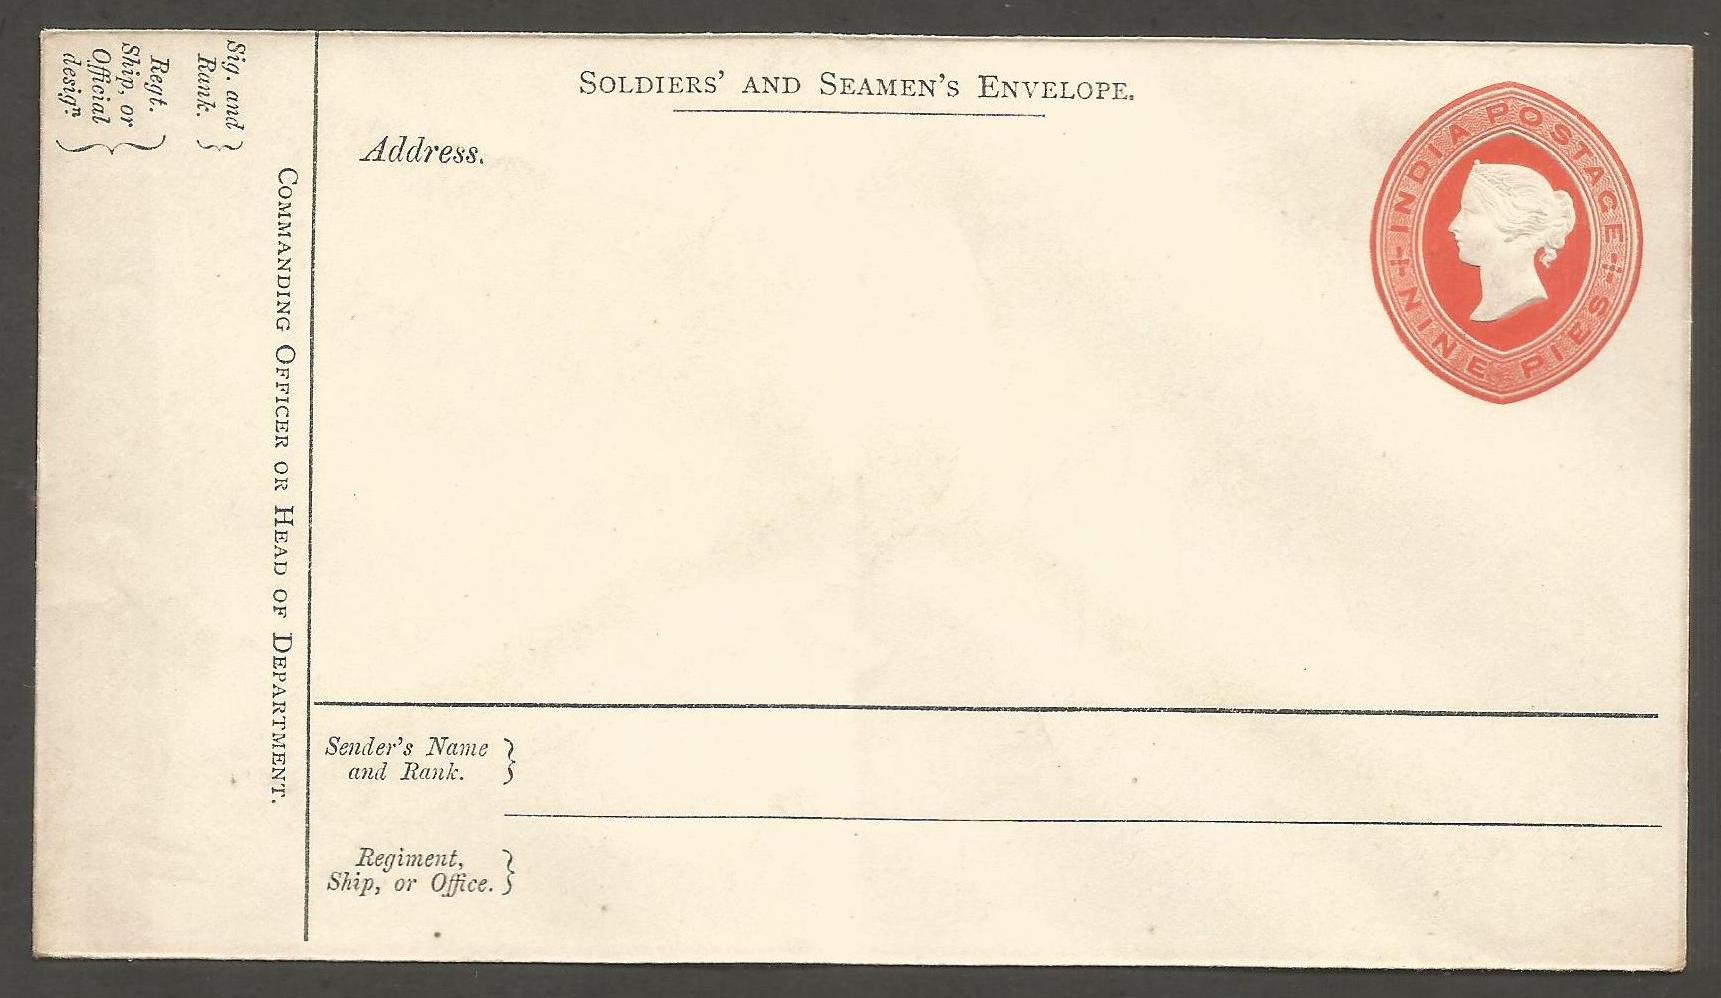 SOLDIERS' AND SEAMEN'S ENVELOPE.
Address.
INDIA POSTAGE
NINE PIES
Sig. and
Rank.
Regt.
Ship, or
Official
desigⁿ.
COMMANDING OFFICER OR HEAD OF DEPARTMENT.
Sender's Name
and Rank.
Regiment,
Ship, or Office.